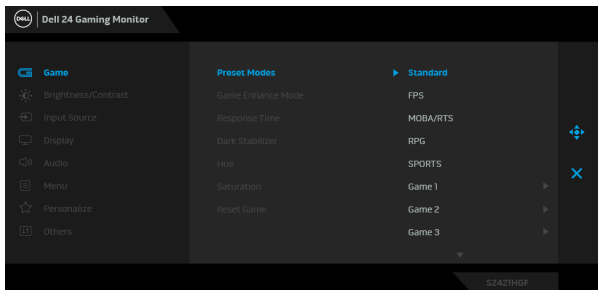 DELL Dell 24 Gaming Monitor
Game Preset Modes Standard
Brightness/Contrast Game Enhance Mode FPS
Input Source Response Time MOBA/RTS
Display Dark Stabilizer RPG
Audio Hue SPORTS
Menu Saturation Game 1
Personalize Reset Game Game 2
Others Game 3
S2421HGF